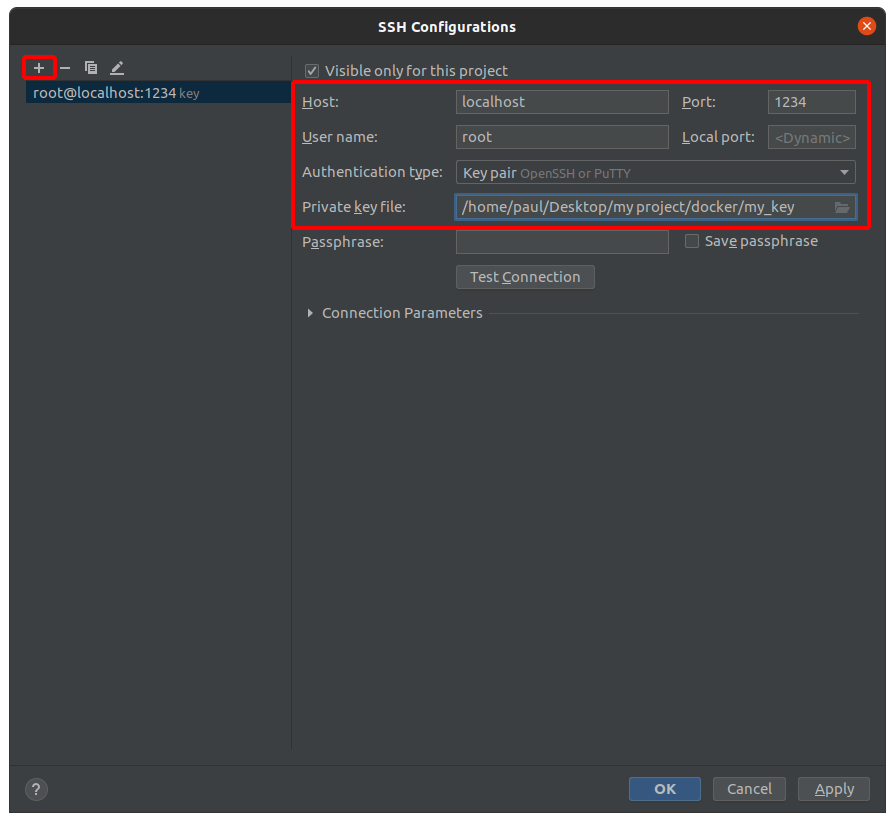 SSH Configurations
root@localhost:1234 key
Visible only for this project
Host: localhost Port: 1234
User name: root Local port: <Dynamic>
Authentication type: Key pair OpenSSH or PuTTY
Private key file: /home/paul/Desktop/my project/docker/my_key
Passphrase: Save passphrase
Test Connection
Connection Parameters
? OK Cancel Apply